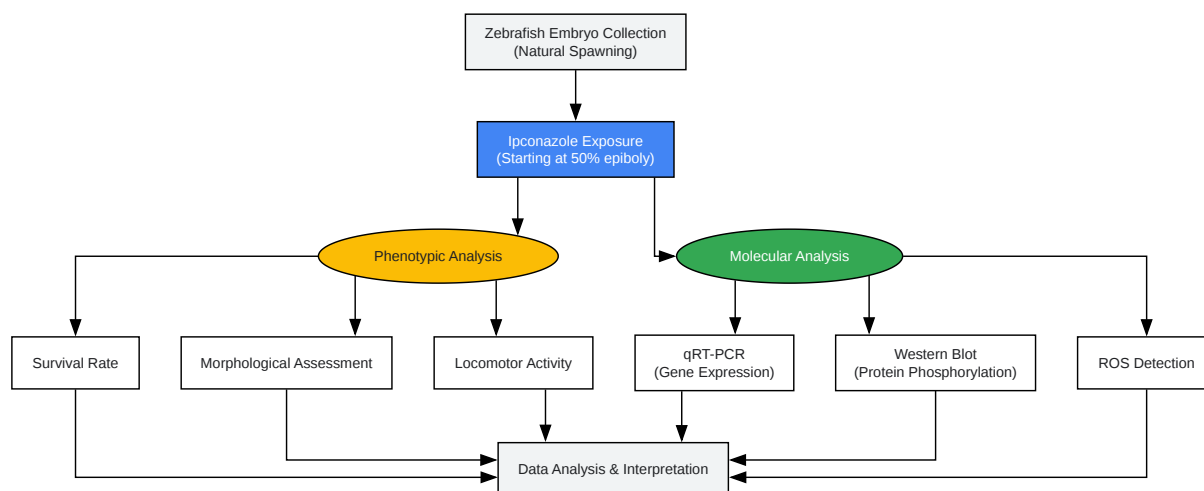 Zebrafish Embryo Collection
(Natural Spawning)
Ipconazole Exposure
(Starting at 50% epiboly)
Phenotypic Analysis
Molecular Analysis
Survival Rate
Morphological Assessment
Locomotor Activity
qRT-PCR
(Gene Expression)
Western Blot
(Protein Phosphorylation)
ROS Detection
Data Analysis & Interpretation